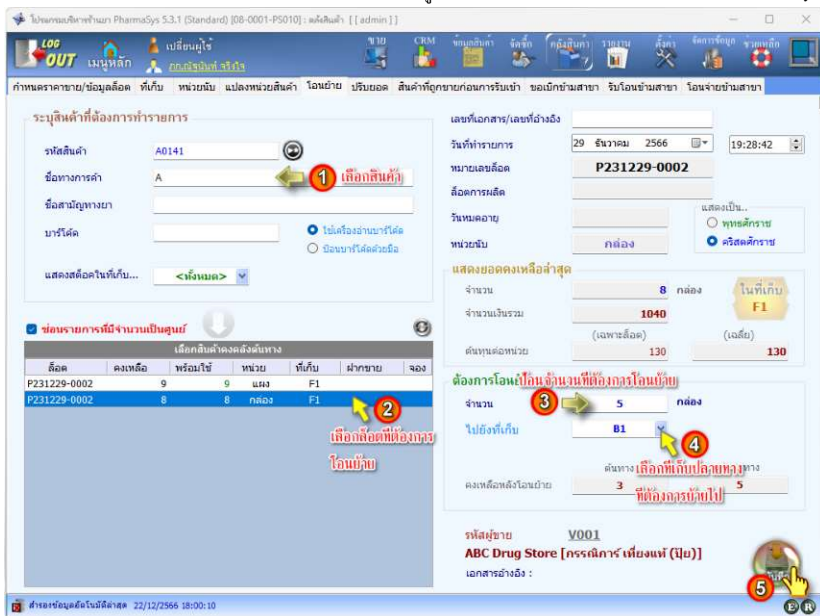 โปรแกรมบริหารร้านยา PharmaSys 5.3.1 (Standard) [08-0001-PS010] : คลังสินค้า [ [ admin ] ]
LOG OUT เมนูหลัก เปลี่ยนผู้ใช้
ขาย CRM ข้อมูลสินค้า จัดซื้อ คลังสินค้า รายงาน ตั้งค่า จัดการข้อมูล ช่วยเหลือ
กำหนดราคาขาย/ข้อมูลล็อต ที่เก็บ หน่วยนับ แปลงหน่วยสินค้า โอนย้าย ปรับยอด สินค้าที่ถูกขายก่อนการรับเข้า ขอเบิกข้ามสาขา รับโอนข้ามสาขา โอนจ่ายข้ามสาขา
ระบุสินค้าที่ต้องการทำรายการ
รหัสสินค้า A0141
ชื่อทางการค้า A
1 เลือกสินค้า
ชื่อสามัญทางยา
บาร์โค้ด
ใช้เครื่องอ่านบาร์โค้ด
ป้อนบาร์โค้ดด้วยมือ
แสดงสต็อคในที่เก็บ... <ทั้งหมด>
ซ่อนรายการที่มีจำนวนเป็นศูนย์
เลือกสินค้าคงคลังต้นทาง
ล็อต คงเหลือ พร้อมใช้ หน่วย ที่เก็บ ฝากขาย จอง
P231229-0002 9 9 แผง F1
P231229-0002 8 8 กล่อง F1
2
เลือกล็อตที่ต้องการ
โอนย้าย
เลขที่เอกสาร/เลขที่อ้างอิง
วันที่ทำรายการ 29 ธันวาคม 2566 19:28:42
หมายเลขล็อต P231229-0002
ล็อตการผลิต
วันหมดอายุ
แสดงเป็น..
พุทธศักราช
คริสตศักราช
หน่วยนับ กล่อง
แสดงยอดคงเหลือล่าสุด
จำนวน 8 กล่อง
ในที่เก็บ
F1
จำนวนเงินรวม 1040
(เฉพาะล็อต) (เฉลี่ย)
ต้นทุนต่อหน่วย 130 130
ต้องการโอนย้าย
ป้อนจำนวนที่ต้องการโอนย้าย
จำนวน 3 5 กล่อง
ไปยังที่เก็บ B1
4
เลือกที่เก็บปลายทาง
ที่ต้องการย้ายไป
ต้นทาง
คงเหลือหลังโอนย้าย 3 5
รหัสผู้ขาย V001
ABC Drug Store [กรรณิการ์ เที่ยงแท้ (ปุ้ย)]
เอกสารอ้างอิง :
บันทึก
5
สำรองข้อมูลอัตโนมัติล่าสุด 22/12/2566 18:00:10
E R